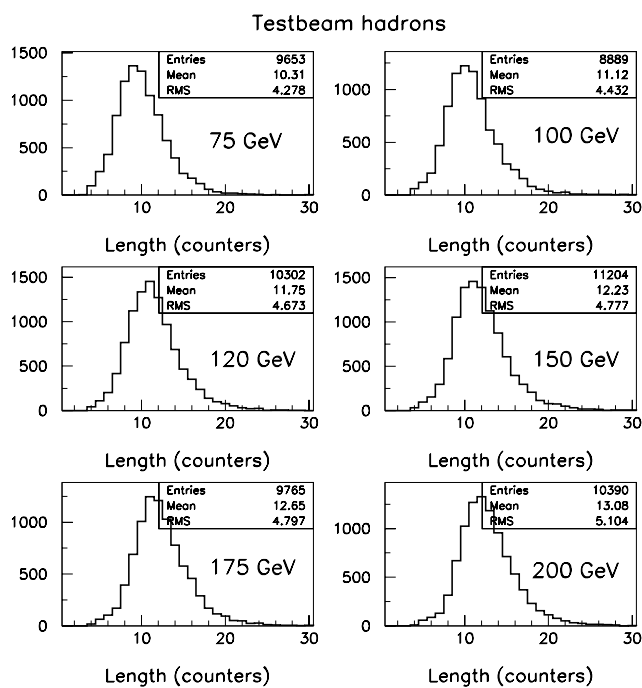 Testbeam hadrons
1500
1000
500
0
Entries 9653
Mean 10.31
RMS 4.278
75 GeV
10 20 30
Length (counters)
1000
500
0
Entries 8889
Mean 11.12
RMS 4.432
100 GeV
10 20 30
Length (counters)
1500
1000
500
0
Entries 10302
Mean 11.75
RMS 4.673
120 GeV
10 20 30
Length (counters)
1500
1000
500
0
Entries 11204
Mean 12.23
RMS 4.777
150 GeV
10 20 30
Length (counters)
1000
500
0
Entries 9765
Mean 12.65
RMS 4.797
175 GeV
10 20 30
Length (counters)
1000
500
0
Entries 10390
Mean 13.08
RMS 5.104
200 GeV
10 20 30
Length (counters)